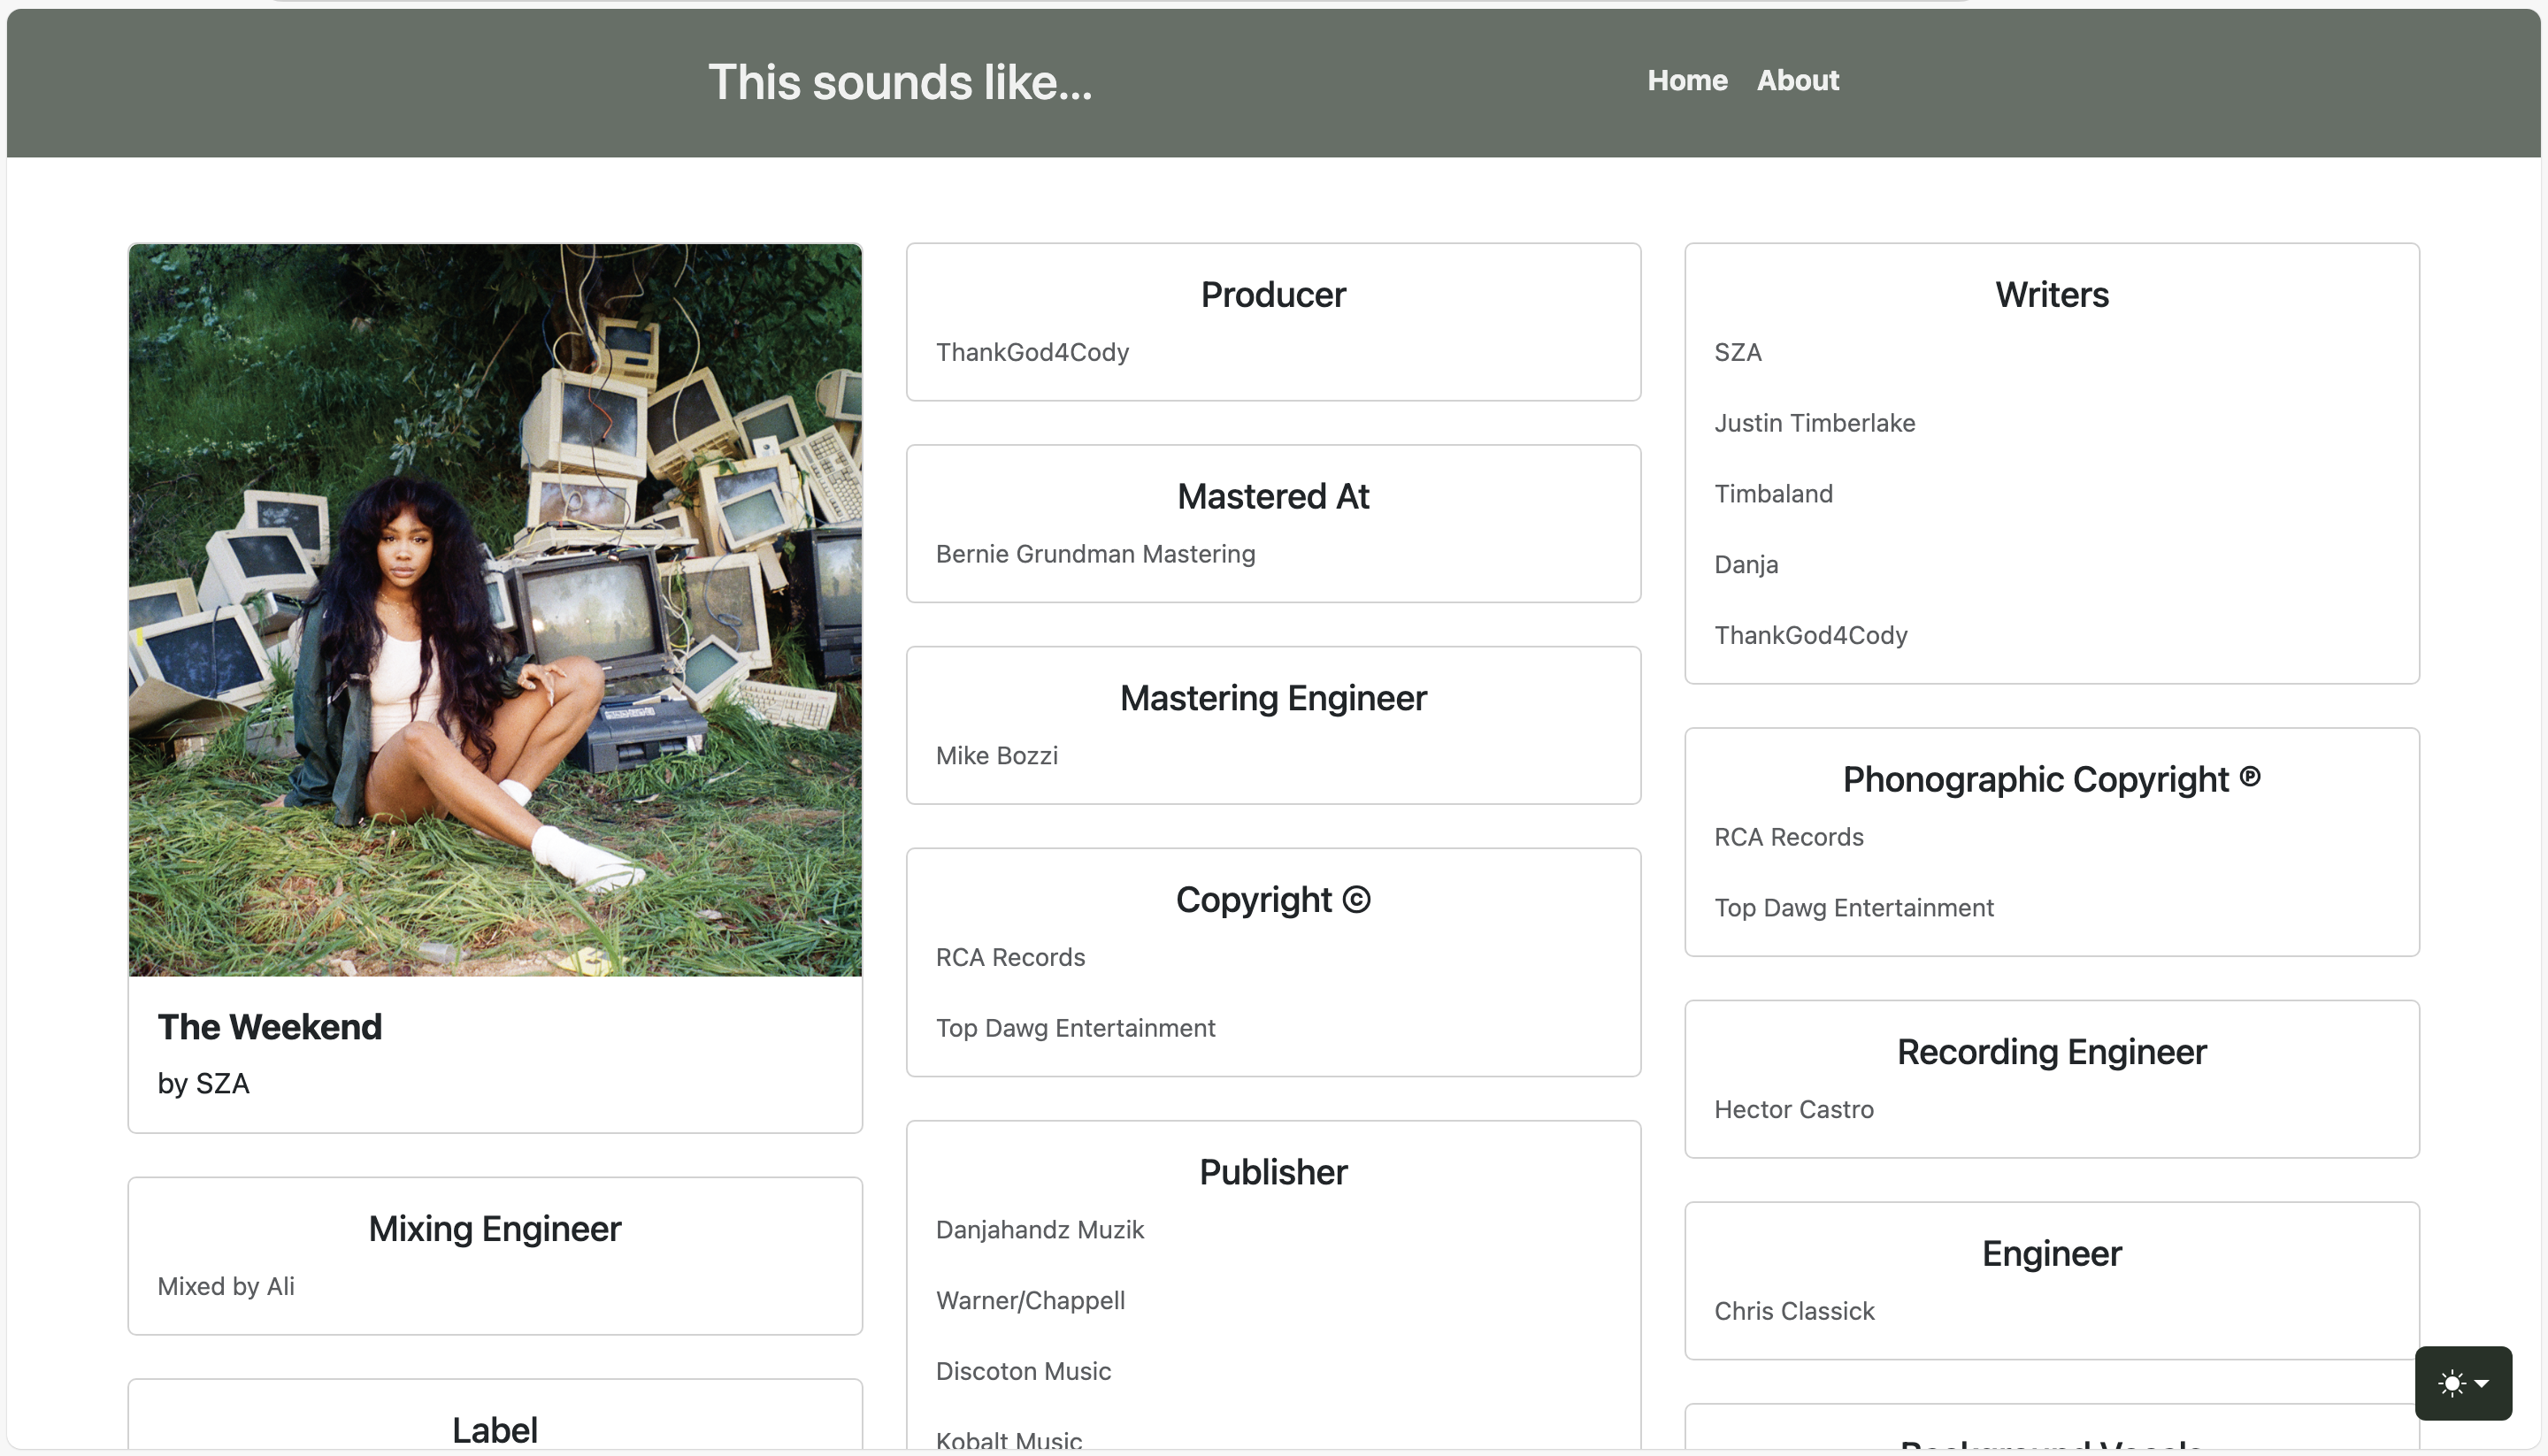 This sounds like...
Home About
The Weekend
by SZA
Mixing Engineer
Mixed by Ali
Label
Producer
ThankGod4Cody
Mastered At
Bernie Grundman Mastering
Mastering Engineer
Mike Bozzi
Copyright ©
RCA Records
Top Dawg Entertainment
Publisher
Danjahandz Muzik
Warner/Chappell
Discoton Music
Kobalt Music
Writers
SZA
Justin Timberlake
Timbaland
Danja
ThankGod4Cody
Phonographic Copyright ℗
RCA Records
Top Dawg Entertainment
Recording Engineer
Hector Castro
Engineer
Chris Classick
Background Vocals